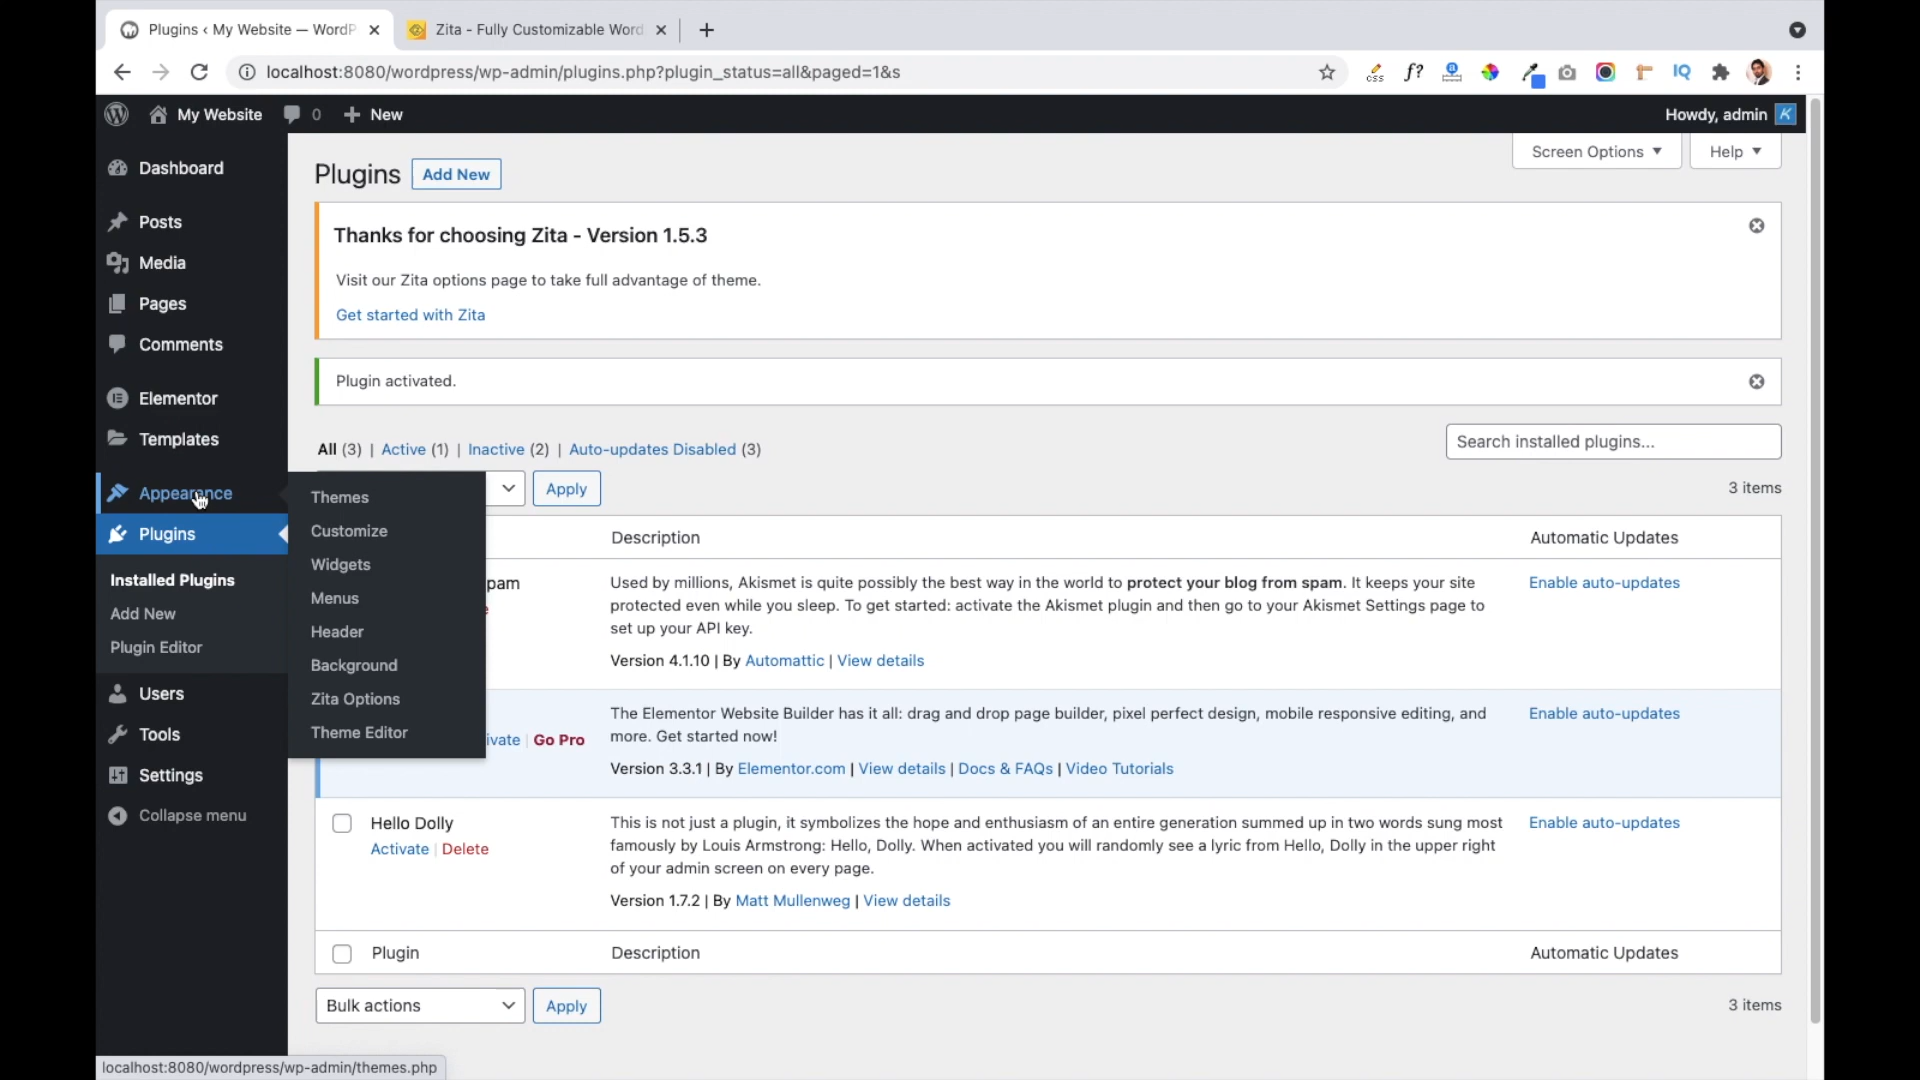 Plugins ‹ My Website — WordP
Zita - Fully Customizable Word
localhost:8080/wordpress/wp-admin/plugins.php?plugin_status=all&paged=1&s
css
f?
IQ
My Website
0
New
Howdy, admin
K
Dashboard
Posts
Media
Pages
Comments
Elementor
Templates
Appearance
Plugins
Installed Plugins
Add New
Plugin Editor
Users
Tools
Settings
Collapse menu
Themes
Customize
Widgets
Menus
Header
Background
Zita Options
Theme Editor
Screen Options
Help
Plugins
Add New
Thanks for choosing Zita - Version 1.5.3
Visit our Zita options page to take full advantage of theme.
Get started with Zita
Plugin activated.
All (3) | Active (1) | Inactive (2) | Auto-updates Disabled (3)
Search installed plugins...
Apply
3 items
Description
Automatic Updates
pam
Used by millions, Akismet is quite possibly the best way in the world to protect your blog from spam. It keeps your site
protected even while you sleep. To get started: activate the Akismet plugin and then go to your Akismet Settings page to
set up your API key.
Version 4.1.10 | By Automattic | View details
Enable auto-updates
ivate | Go Pro
The Elementor Website Builder has it all: drag and drop page builder, pixel perfect design, mobile responsive editing, and
more. Get started now!
Version 3.3.1 | By Elementor.com | View details | Docs & FAQs | Video Tutorials
Enable auto-updates
Hello Dolly
Activate | Delete
This is not just a plugin, it symbolizes the hope and enthusiasm of an entire generation summed up in two words sung most
famously by Louis Armstrong: Hello, Dolly. When activated you will randomly see a lyric from Hello, Dolly in the upper right
of your admin screen on every page.
Version 1.7.2 | By Matt Mullenweg | View details
Enable auto-updates
Plugin
Description
Automatic Updates
Bulk actions
Apply
3 items
localhost:8080/wordpress/wp-admin/themes.php